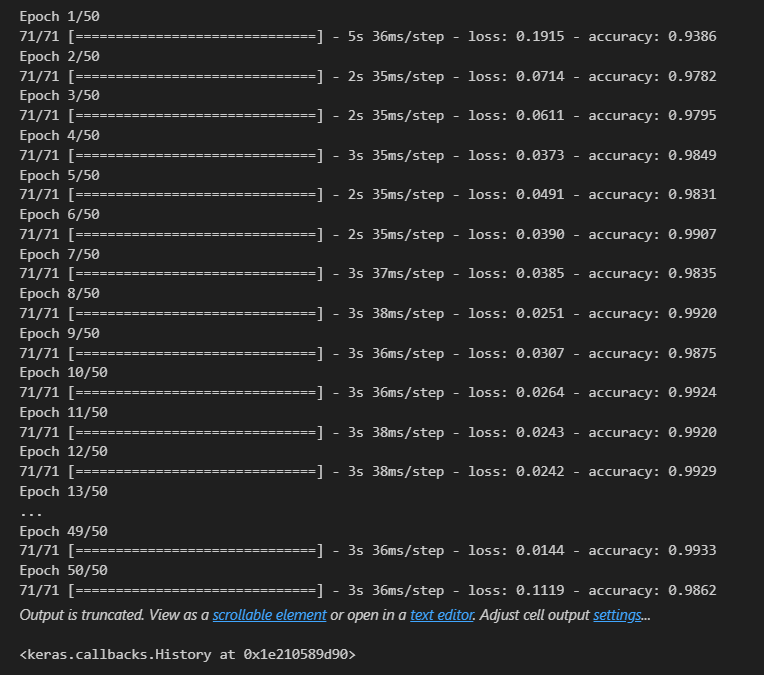 Epoch 1/50
71/71 [==============================] - 5s 36ms/step - loss: 0.1915 - accuracy: 0.9386
Epoch 2/50
71/71 [==============================] - 2s 35ms/step - loss: 0.0714 - accuracy: 0.9782
Epoch 3/50
71/71 [==============================] - 2s 35ms/step - loss: 0.0611 - accuracy: 0.9795
Epoch 4/50
71/71 [==============================] - 3s 35ms/step - loss: 0.0373 - accuracy: 0.9849
Epoch 5/50
71/71 [==============================] - 2s 35ms/step - loss: 0.0491 - accuracy: 0.9831
Epoch 6/50
71/71 [==============================] - 2s 35ms/step - loss: 0.0390 - accuracy: 0.9907
Epoch 7/50
71/71 [==============================] - 3s 37ms/step - loss: 0.0385 - accuracy: 0.9835
Epoch 8/50
71/71 [==============================] - 3s 38ms/step - loss: 0.0251 - accuracy: 0.9920
Epoch 9/50
71/71 [==============================] - 3s 36ms/step - loss: 0.0307 - accuracy: 0.9875
Epoch 10/50
71/71 [==============================] - 3s 36ms/step - loss: 0.0264 - accuracy: 0.9924
Epoch 11/50
71/71 [==============================] - 3s 38ms/step - loss: 0.0243 - accuracy: 0.9920
Epoch 12/50
71/71 [==============================] - 3s 38ms/step - loss: 0.0242 - accuracy: 0.9929
Epoch 13/50
...
Epoch 49/50
71/71 [==============================] - 3s 36ms/step - loss: 0.0144 - accuracy: 0.9933
Epoch 50/50
71/71 [==============================] - 3s 36ms/step - loss: 0.1119 - accuracy: 0.9862
Output is truncated. View as a scrollable element or open in a text editor. Adjust cell output settings...
<keras.callbacks.History at 0x1e210589d90>